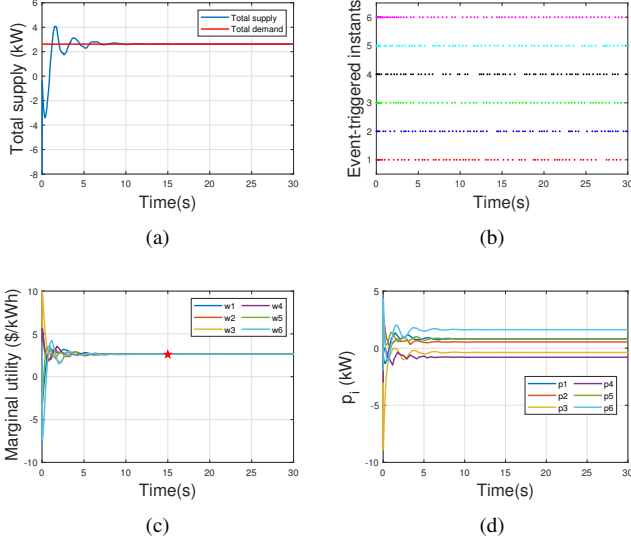 6
4
2
0
-2
-4
-6
-8
Total supply (kW)
Total supply
Total demand
0 5 10 15 20 25 30
Time(s)
(a)
6
5
4
3
2
1
Event-triggered instants
0 5 10 15 20 25 30
Time(s)
(b)
10
5
0
-5
-10
Marginal utility ($/kWh)
w1 w4
w2 w5
w3 w6
0 5 10 15 20 25 30
Time(s)
(c)
5
0
-5
-10
p_i (kW)
p1 p4
p2 p5
p3 p6
0 5 10 15 20 25 30
Time(s)
(d)